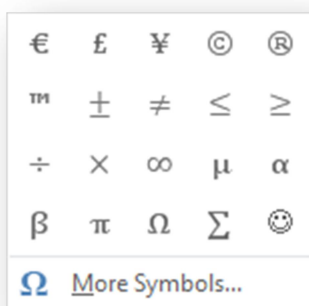 € £ ¥ © ®
™ ± ≠ ≤ ≥
÷ × ∞ µ α
β π Ω ∑ ☺
Ω More Symbols...